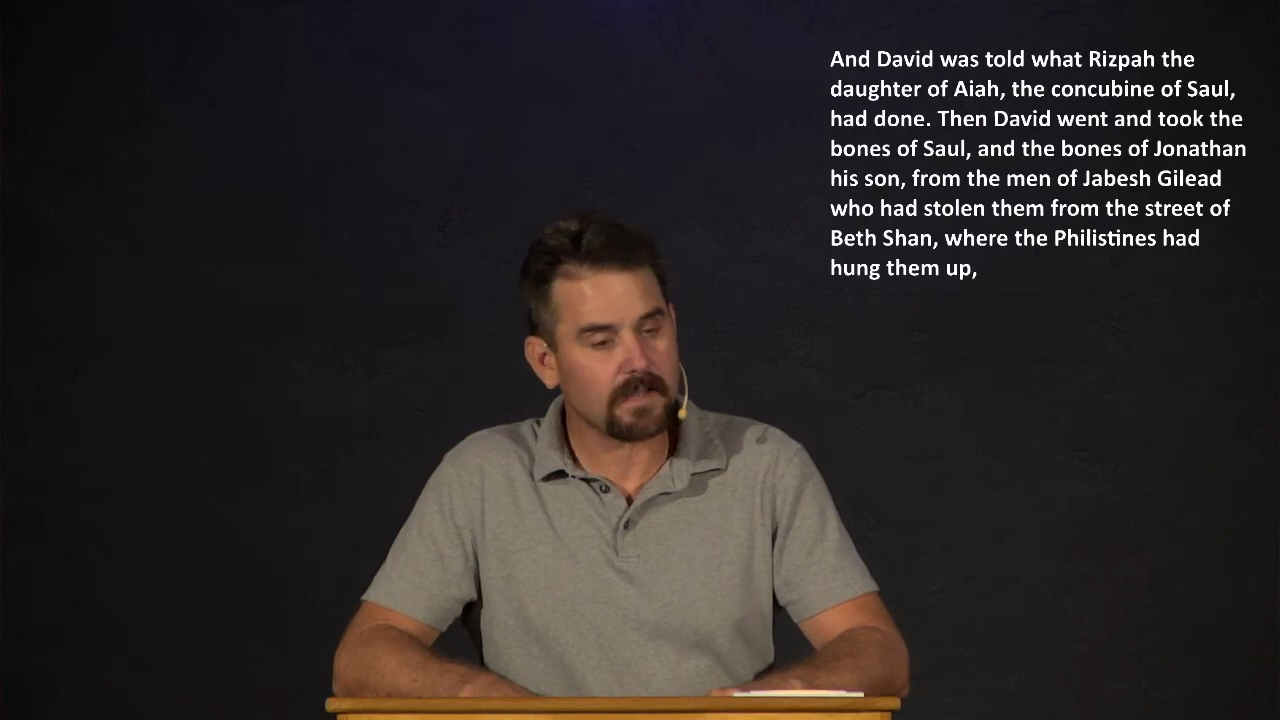 And David was told what Rizpah the
daughter of Aiah, the concubine of Saul,
had done. Then David went and took the
bones of Saul, and the bones of Jonathan
his son, from the men of Jabesh Gilead
who had stolen them from the street of
Beth Shan, where the Philistines had
hung them up,